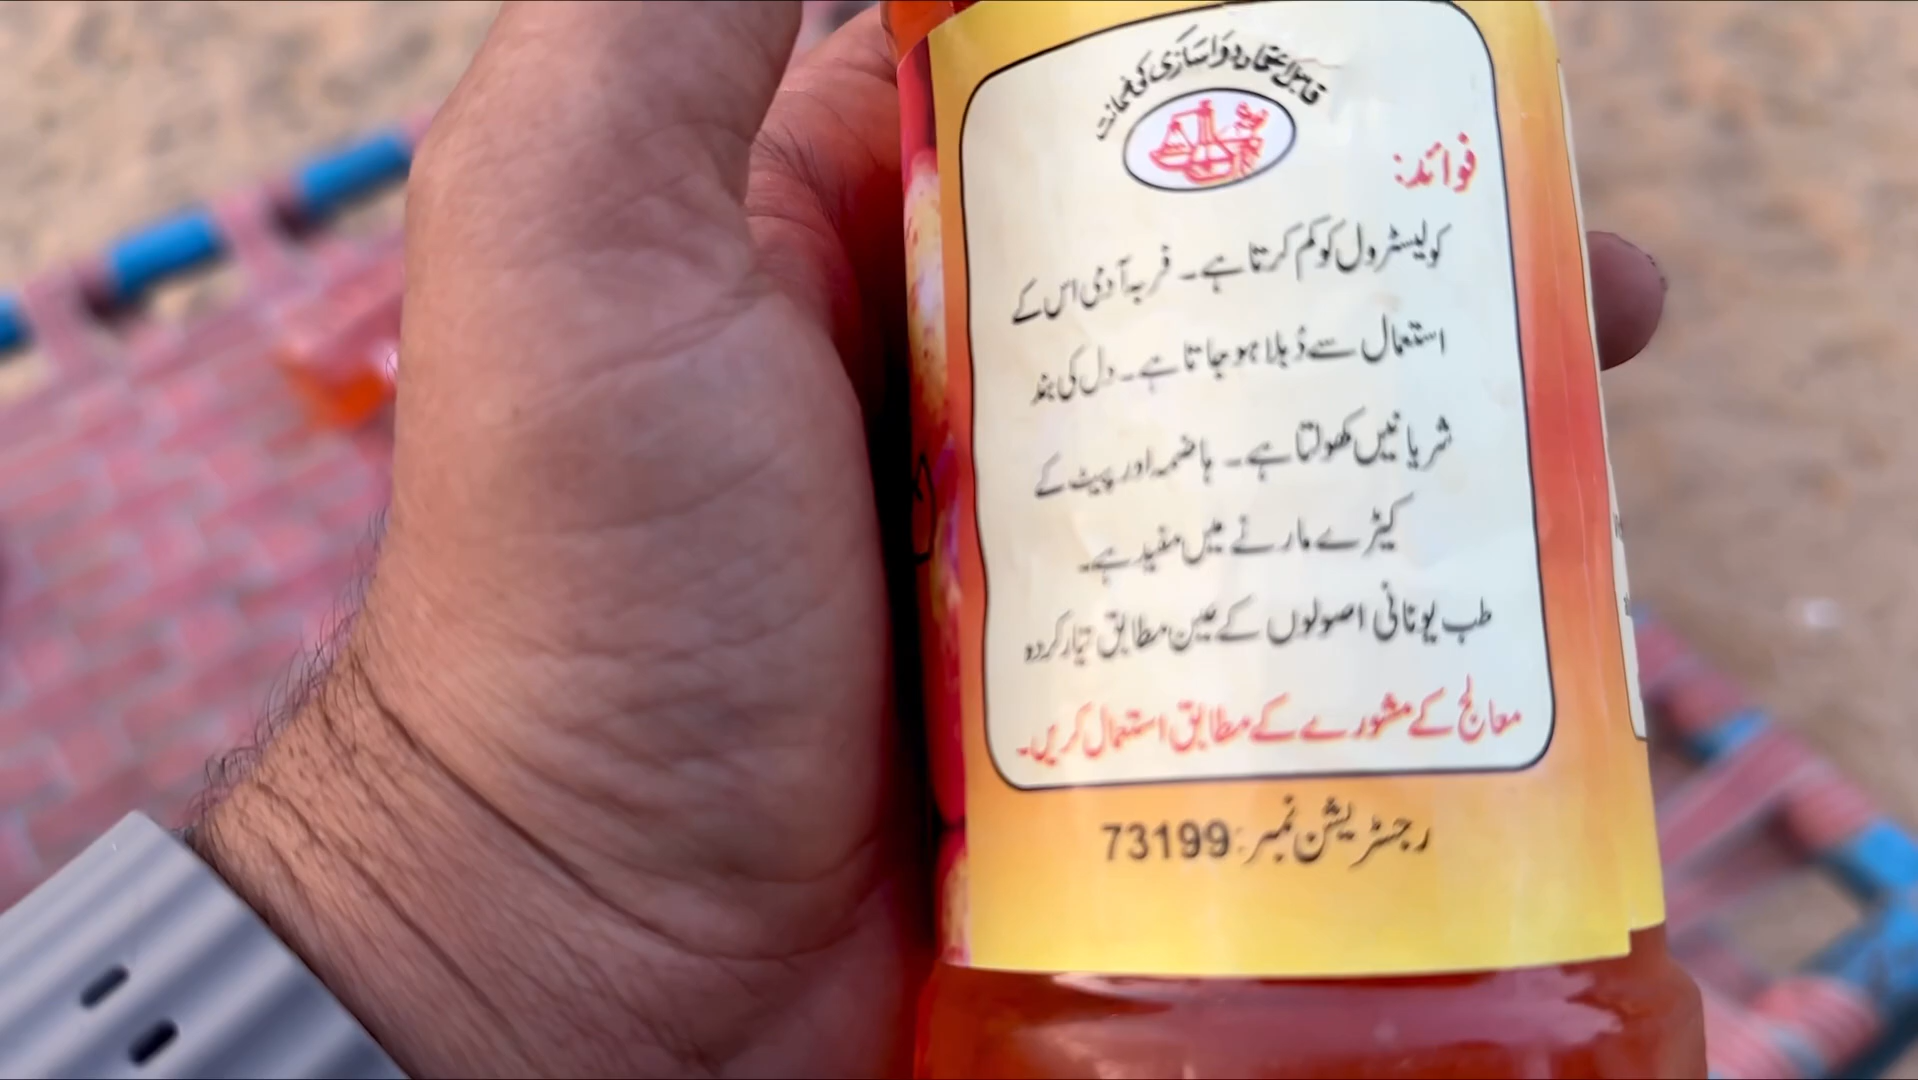 قابل اعتماد دواسازی کی ضمانت
فوائد:
کولیسٹرول کو کم کرتا ہے۔ فربہ آدمی اس کے
استعمال سے دُبلا ہو جاتا ہے۔ دل کی بند
شریانیں کھولتا ہے۔ ہاضمہ اور پیٹ کے
کیڑے مارنے میں مفید ہے۔
طب یونانی اصولوں کے عین مطابق تیار کردہ
معالج کے مشورے کے مطابق استعمال کریں۔
رجسٹریشن نمبر: 73199